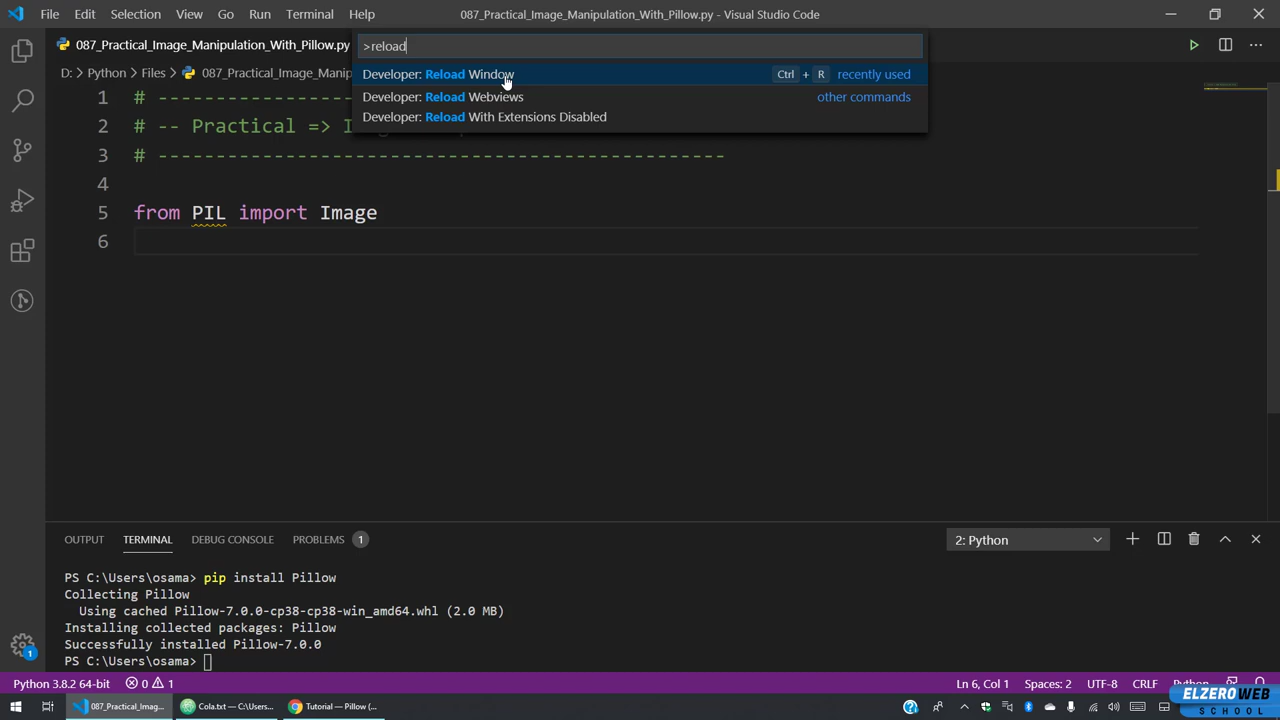 File Edit Selection View Go Run Terminal Help 087_Practical_Image_Manipulation_With_Pillow.py - Visual Studio Code
087_Practical_Image_Manipulation_With_Pillow.py
>reload
D: > Python > Files > 087_Practical_Image_Manip
Developer: Reload Window Ctrl + R recently used
Developer: Reload Webviews other commands
Developer: Reload With Extensions Disabled
1 # ------------------------------------------------
2 # -- Practical =>
3 # ------------------------------------------------
4
5 from PIL import Image
6
OUTPUT TERMINAL DEBUG CONSOLE PROBLEMS 1 2: Python
PS C:\Users\osama> pip install Pillow
Collecting Pillow
Using cached Pillow-7.0.0-cp38-cp38-win_amd64.whl (2.0 MB)
Installing collected packages: Pillow
Successfully installed Pillow-7.0.0
PS C:\Users\osama>
1
Python 3.8.2 64-bit 0 1 Ln 6, Col 1 Spaces: 2 UTF-8 CRLF Python
087_Practical_Imag... Cola.txt — C:\Users... Tutorial — Pillow (...
ELZEROWEB
SCHOOL